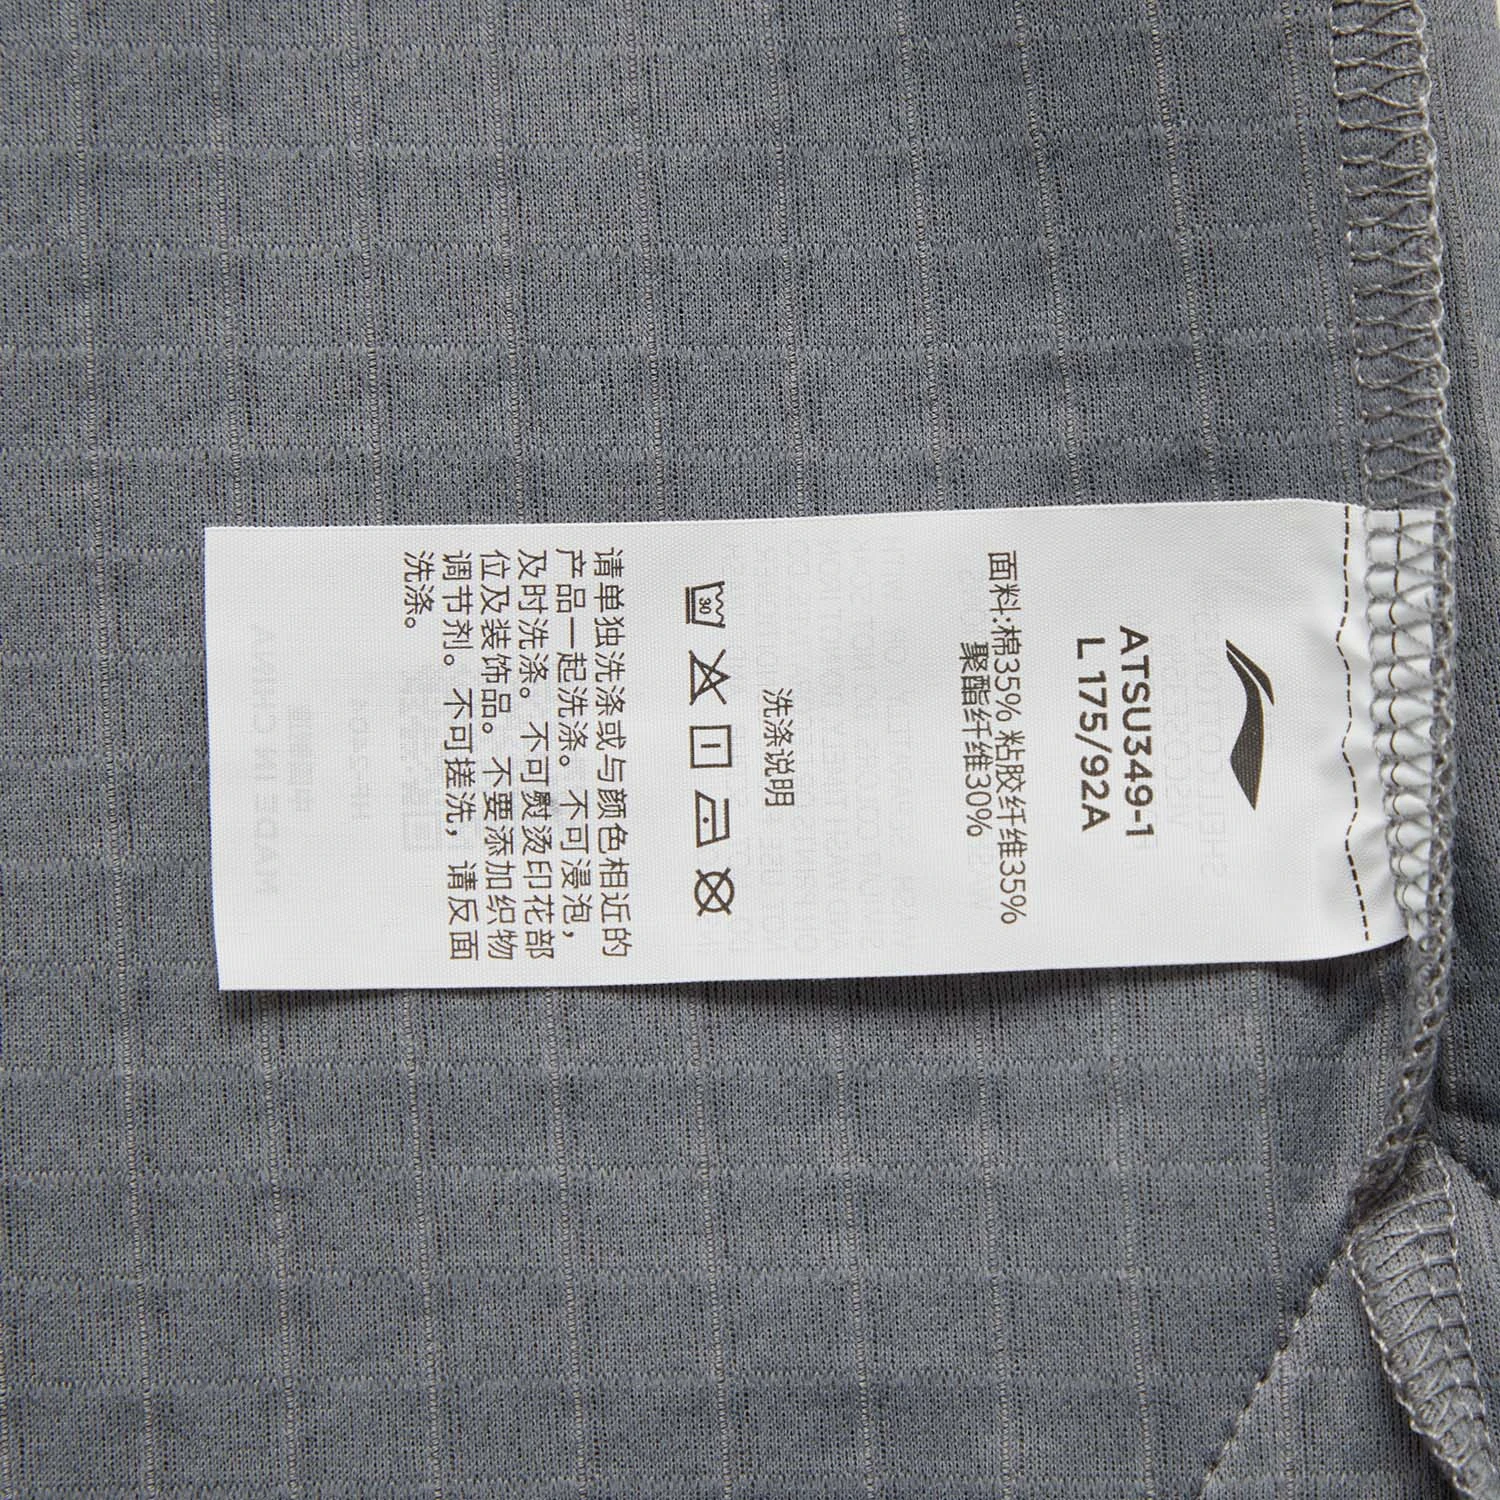 ATSU349-1
L 175/92A
面料:棉35% 粘胶纤维35%
聚酯纤维30%
洗涤说明
30
请单独洗涤或与颜色相近的
产品一起洗涤。不可浸泡，
及时洗涤。不可熨烫印花部
位及装饰品。不要添加织物
调节剂。不可搓洗，请反面
洗涤。